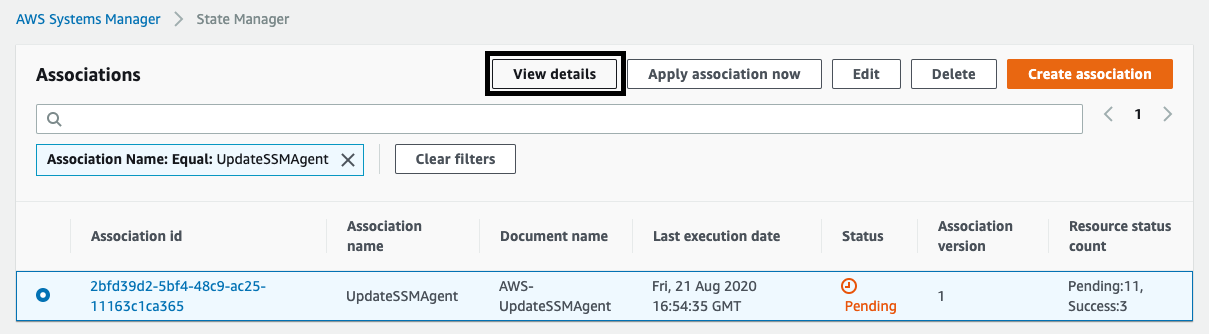 AWS Systems Manager > State Manager
Associations
View details
Apply association now
Edit
Delete
Create association
1
Association Name: Equal: UpdateSSMAgent
Clear filters
Association id
Association
name
Document name
Last execution date
Status
Association
version
Resource status
count
2bfd39d2-5bf4-48c9-ac25-
11163c1ca365
UpdateSSMAgent
AWS-
UpdateSSMAgent
Fri, 21 Aug 2020
16:54:35 GMT
Pending
1
Pending:11,
Success:3